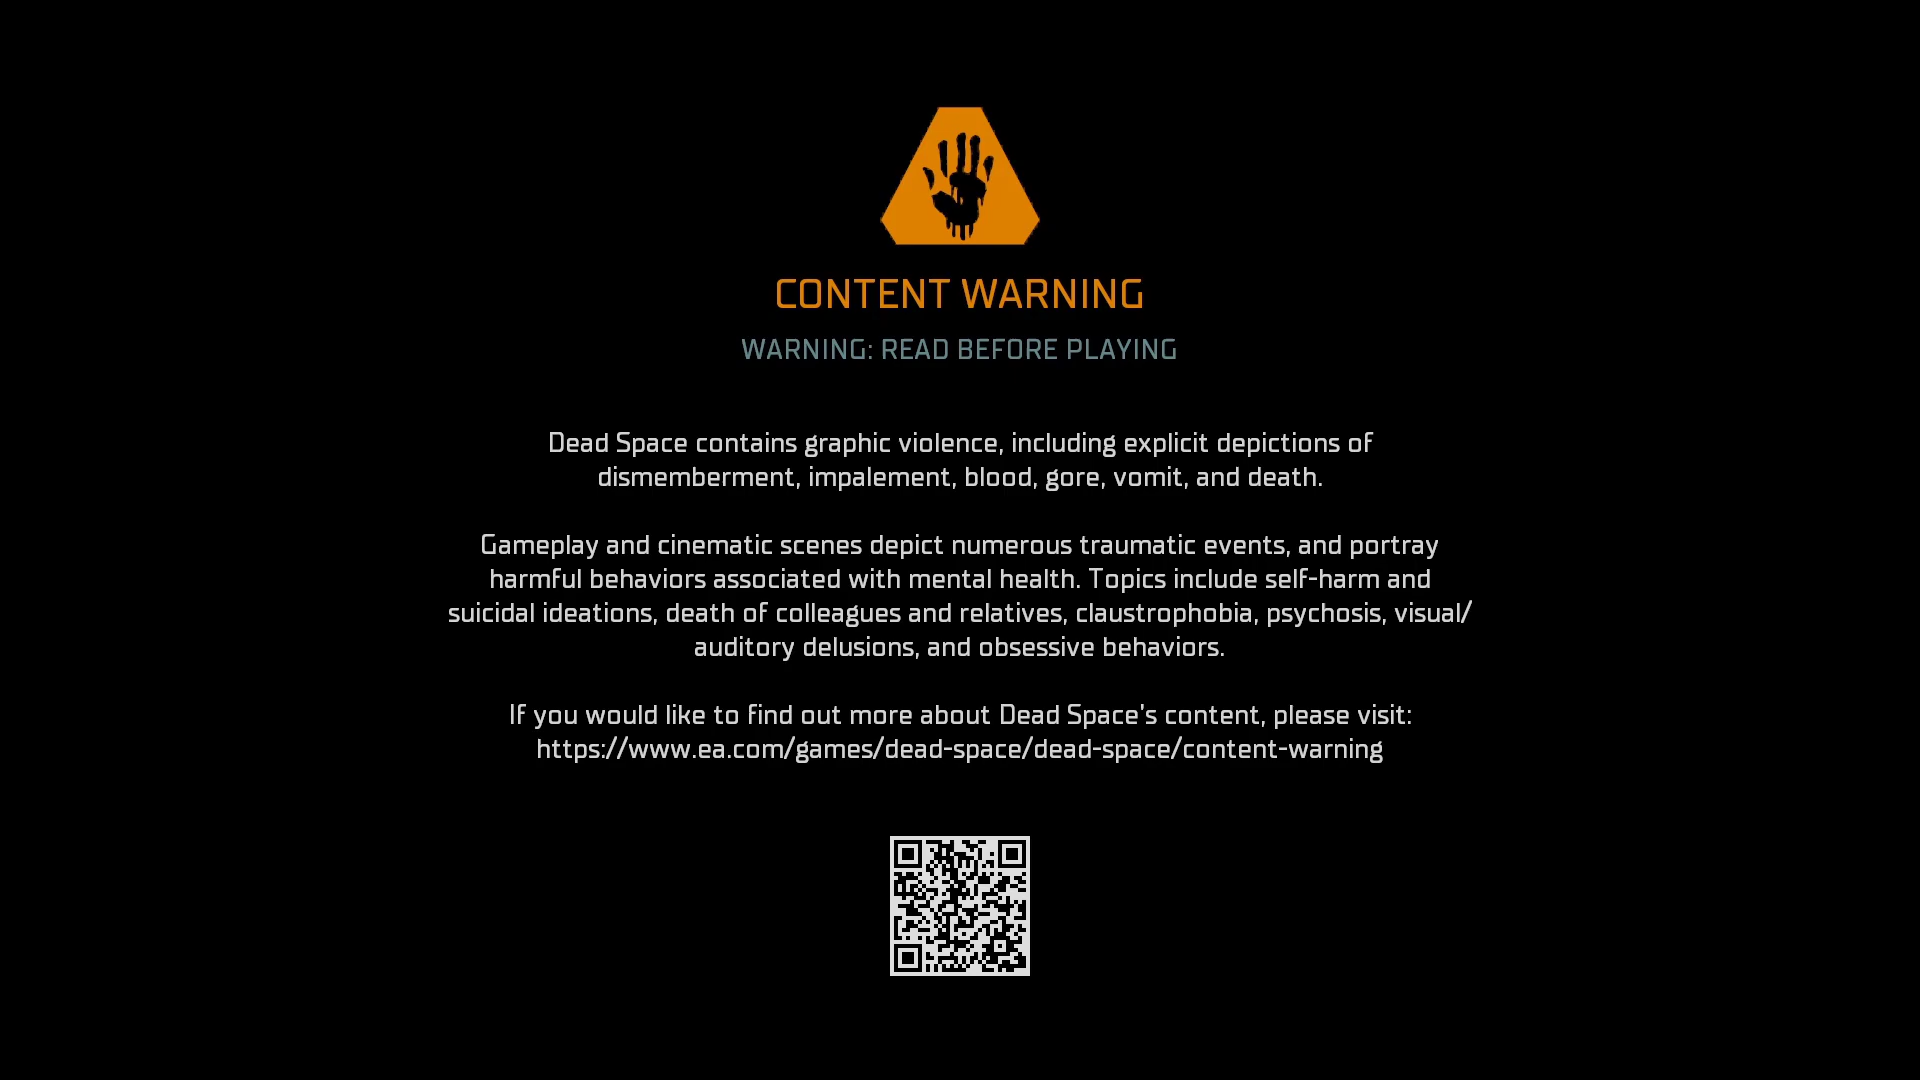 CONTENT WARNING
WARNING: READ BEFORE PLAYING
Dead Space contains graphic violence, including explicit depictions of
dismemberment, impalement, blood, gore, vomit, and death.
Gameplay and cinematic scenes depict numerous traumatic events, and portray
harmful behaviors associated with mental health. Topics include self-harm and
suicidal ideations, death of colleagues and relatives, claustrophobia, psychosis, visual/
auditory delusions, and obsessive behaviors.
If you would like to find out more about Dead Space's content, please visit:
https://www.ea.com/games/dead-space/dead-space/content-warning